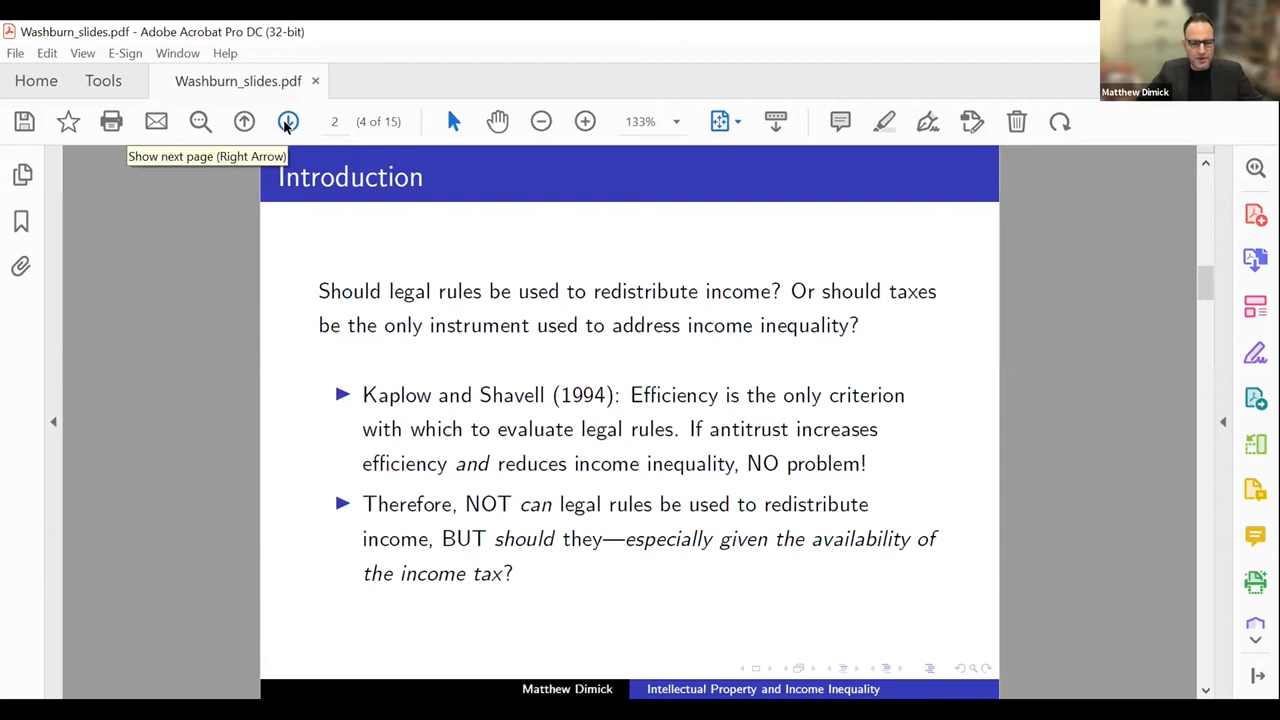 Washburn_slides.pdf - Adobe Acrobat Pro DC (32-bit)
File Edit View E-Sign Window Help
Home Tools Washburn_slides.pdf ×
2 (4 of 15) 133%
Show next page (Right Arrow)
Matthew Dimick
Introduction
Should legal rules be used to redistribute income? Or should taxes
be the only instrument used to address income inequality?
Kaplow and Shavell (1994): Efficiency is the only criterion
with which to evaluate legal rules. If antitrust increases
efficiency and reduces income inequality, NO problem!
Therefore, NOT can legal rules be used to redistribute
income, BUT should they—especially given the availability of
the income tax?
Matthew Dimick Intellectual Property and Income Inequality